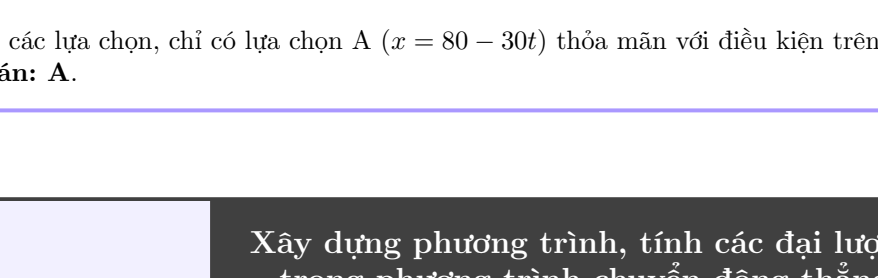 các lựa chọn, chỉ có lựa chọn A (x = 80 − 30t) thỏa mãn với điều kiện trên
án: A.
Xây dựng phương trình, tính các đại lượ
trong phương trình chuyển động thẳn